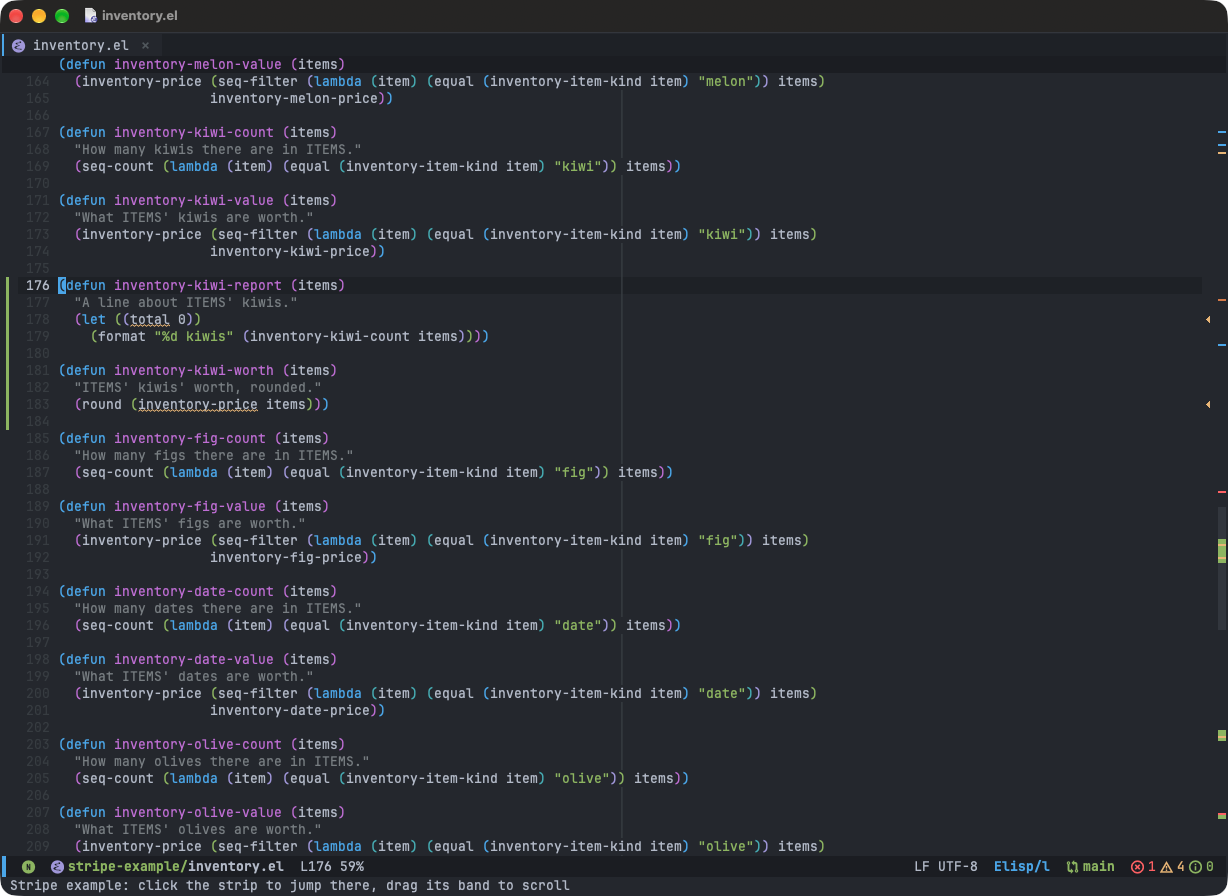 inventory.el
inventory.el ×
(defun inventory-melon-value (items)
164   (inventory-price (seq-filter (lambda (item) (equal (inventory-item-kind item) "melon")) items)
165                    inventory-melon-price))
166
167 (defun inventory-kiwi-count (items)
168   "How many kiwis there are in ITEMS."
169   (seq-count (lambda (item) (equal (inventory-item-kind item) "kiwi")) items))
170
171 (defun inventory-kiwi-value (items)
172   "What ITEMS' kiwis are worth."
173   (inventory-price (seq-filter (lambda (item) (equal (inventory-item-kind item) "kiwi")) items)
174                    inventory-kiwi-price))
175
176 (defun inventory-kiwi-report (items)
177   "A line about ITEMS' kiwis."
178   (let ((total 0))
179     (format "%d kiwis" (inventory-kiwi-count items))))
180
181 (defun inventory-kiwi-worth (items)
182   "ITEMS' kiwis' worth, rounded."
183   (round (inventory-price items)))
184
185 (defun inventory-fig-count (items)
186   "How many figs there are in ITEMS."
187   (seq-count (lambda (item) (equal (inventory-item-kind item) "fig")) items))
188
189 (defun inventory-fig-value (items)
190   "What ITEMS' figs are worth."
191   (inventory-price (seq-filter (lambda (item) (equal (inventory-item-kind item) "fig")) items)
192                    inventory-fig-price))
193
194 (defun inventory-date-count (items)
195   "How many dates there are in ITEMS."
196   (seq-count (lambda (item) (equal (inventory-item-kind item) "date")) items))
197
198 (defun inventory-date-value (items)
199   "What ITEMS' dates are worth."
200   (inventory-price (seq-filter (lambda (item) (equal (inventory-item-kind item) "date")) items)
201                    inventory-date-price))
202
203 (defun inventory-olive-count (items)
204   "How many olives there are in ITEMS."
205   (seq-count (lambda (item) (equal (inventory-item-kind item) "olive")) items))
206
207 (defun inventory-olive-value (items)
208   "What ITEMS' olives are worth."
209   (inventory-price (seq-filter (lambda (item) (equal (inventory-item-kind item) "olive")) items)
N stripe-example/inventory.el L176 59% LF UTF-8 Elisp/l main 1 4 0
Stripe example: click the strip to jump there, drag its band to scroll